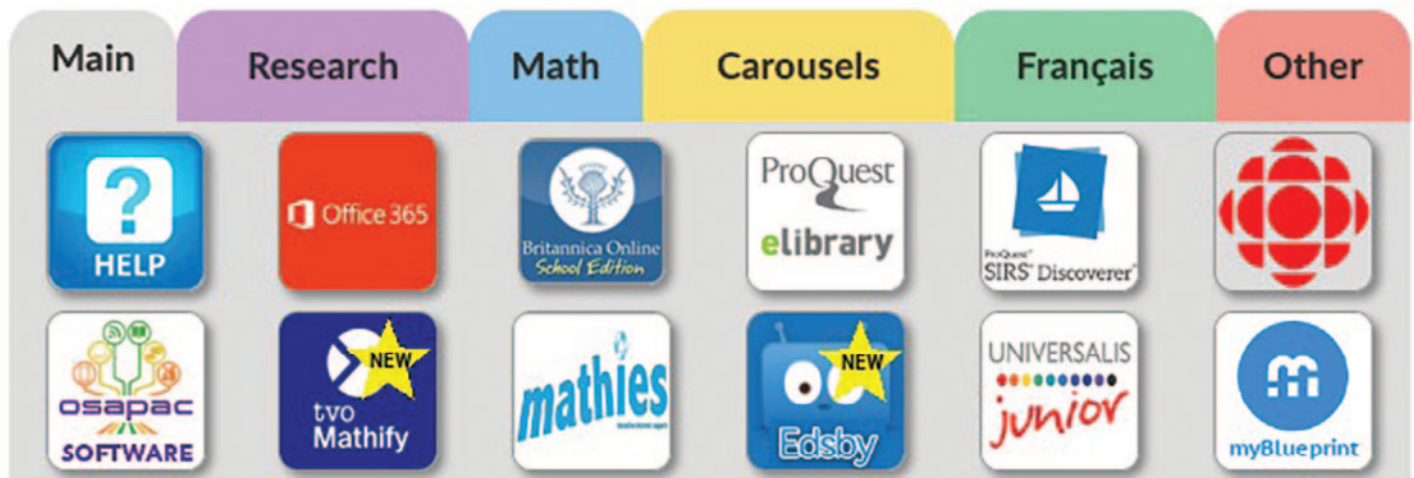 Main Research Math Carousels Français Other
?
HELP
Office 365
Britannica Online
School Edition
ProQuest
elibrary
ProQuest
SIRS Discoverer
osapac
SOFTWARE
NEW
tvo
Mathify
mathies
NEW
Edsby
UNIVERSALIS
junior
myBlueprint